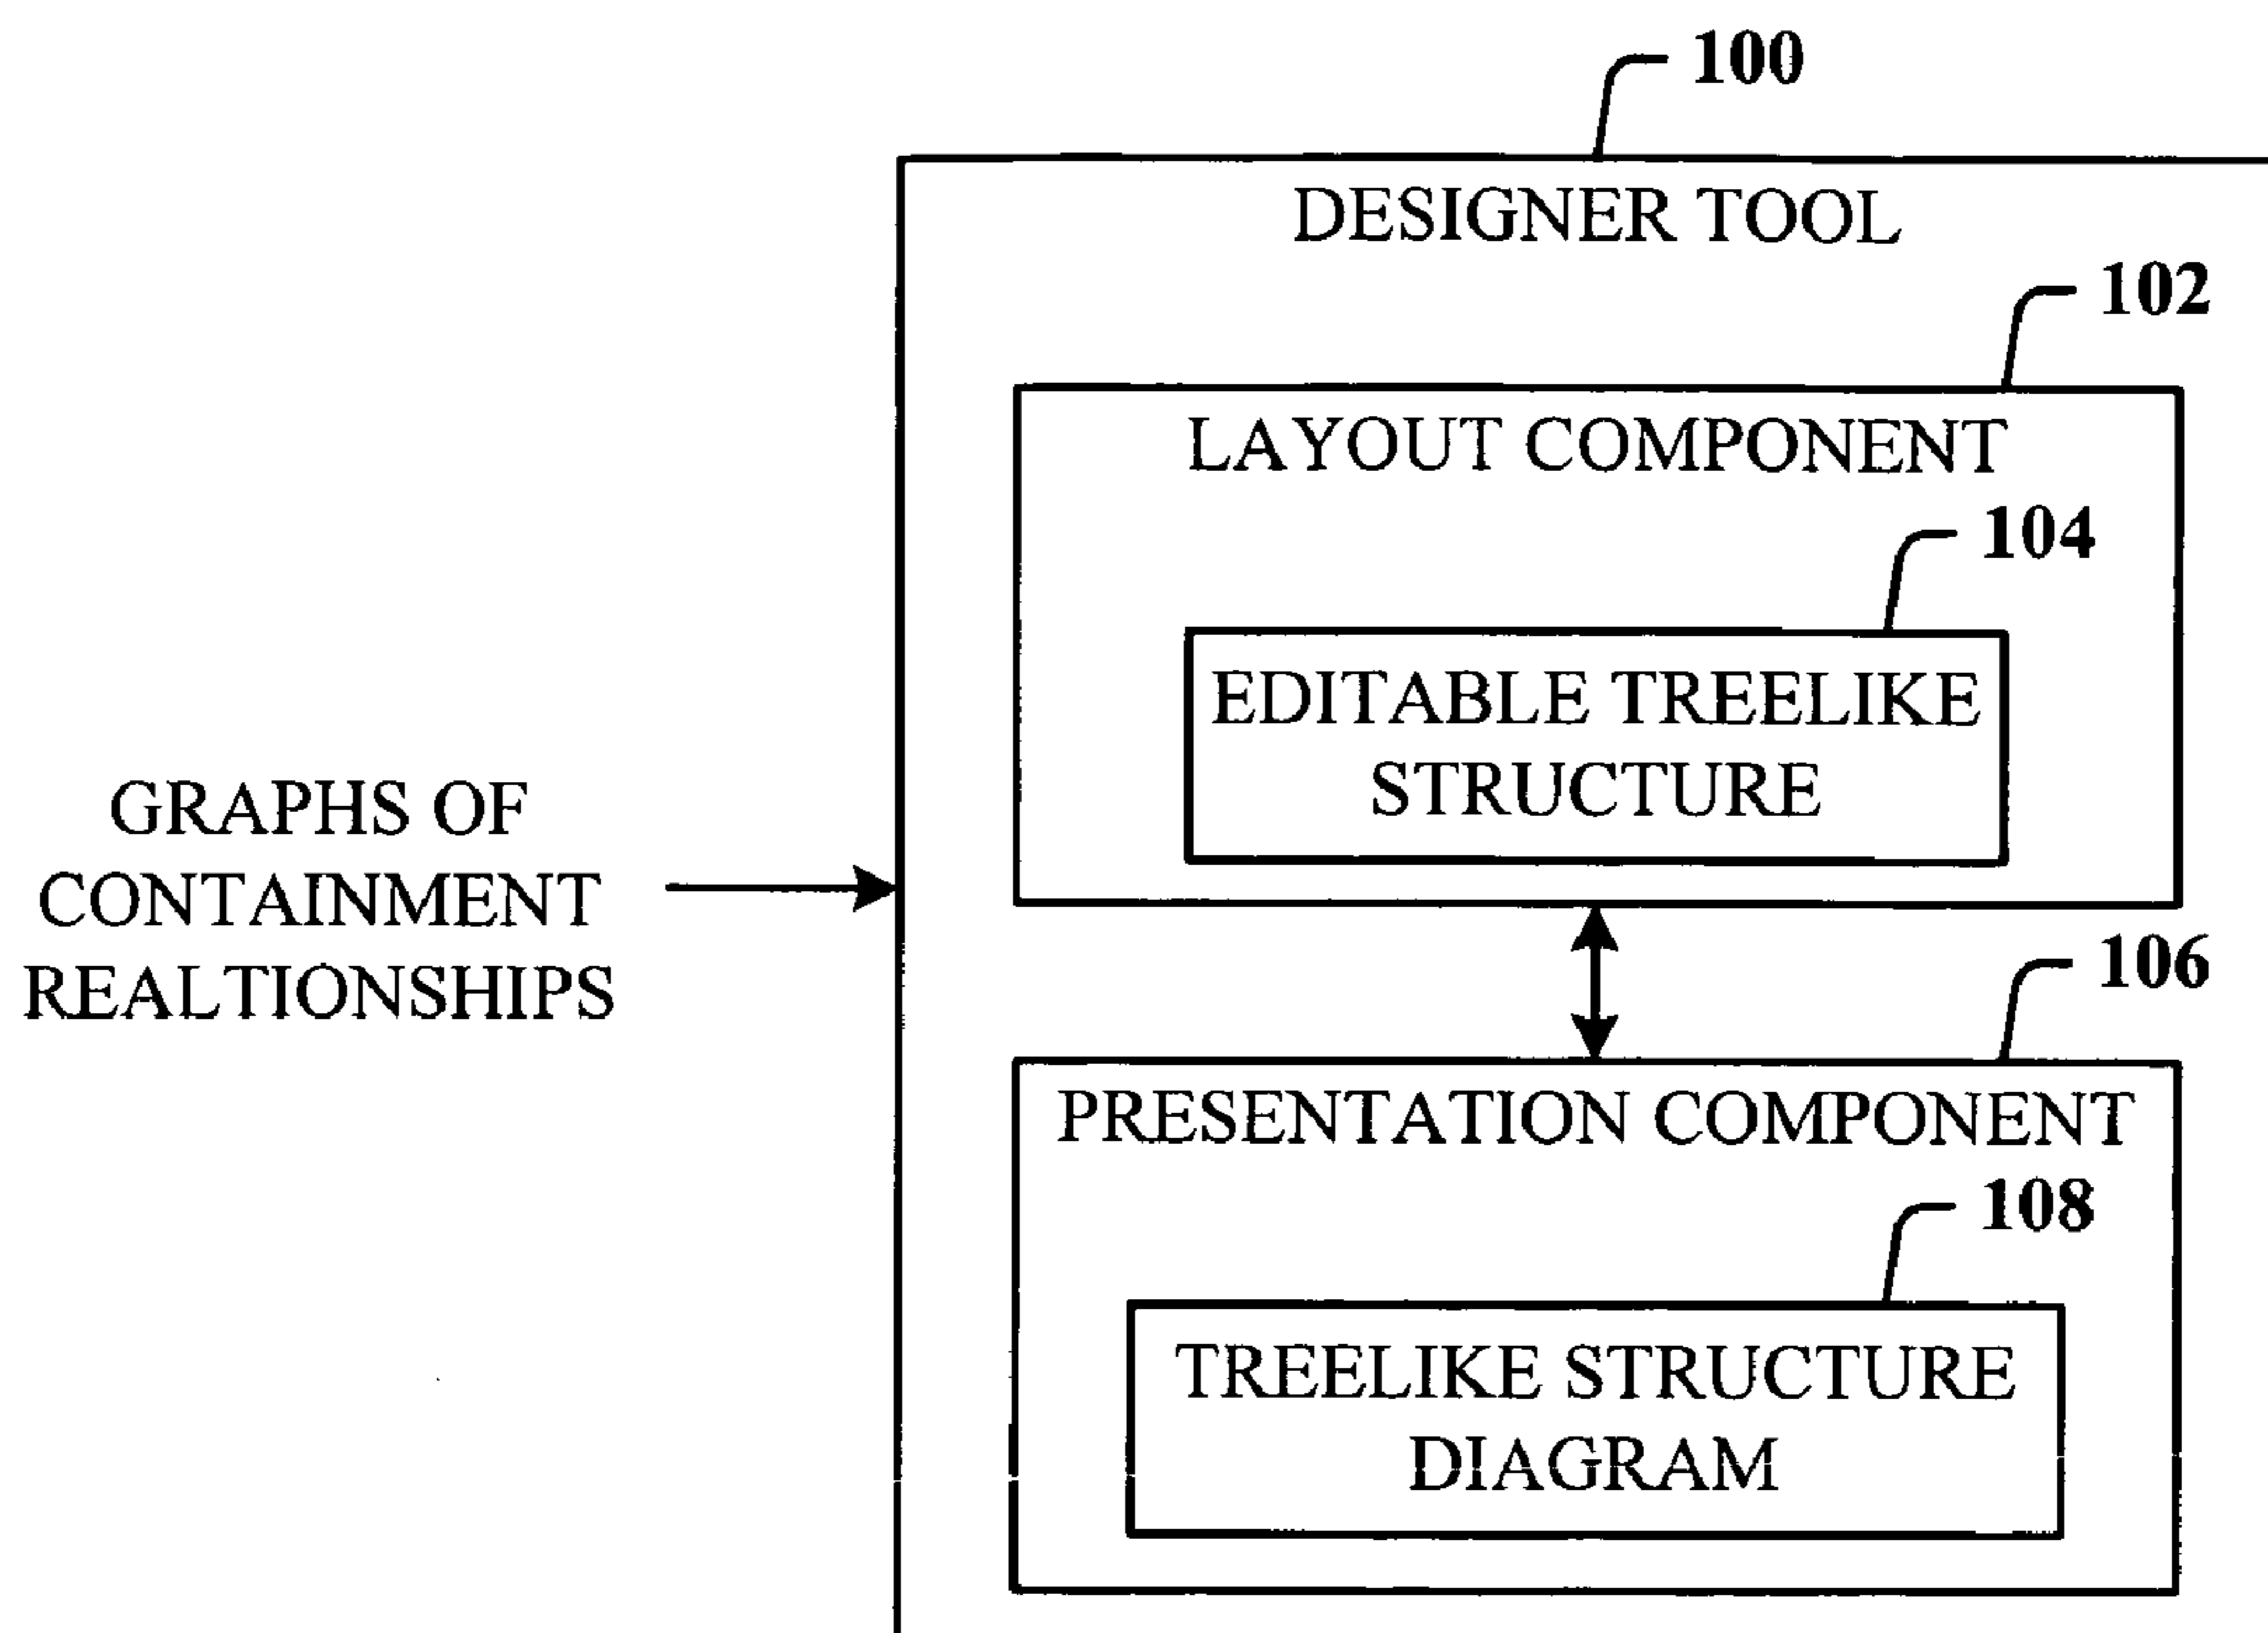 100
DESIGNER TOOL
102
LAYOUT COMPONENT
104
EDITABLE TREELIKE
STRUCTURE
GRAPHS OF
CONTAINMENT
REALTIONSHIPS
106
PRESENTATION COMPONENT
108
TREELIKE STRUCTURE
DIAGRAM